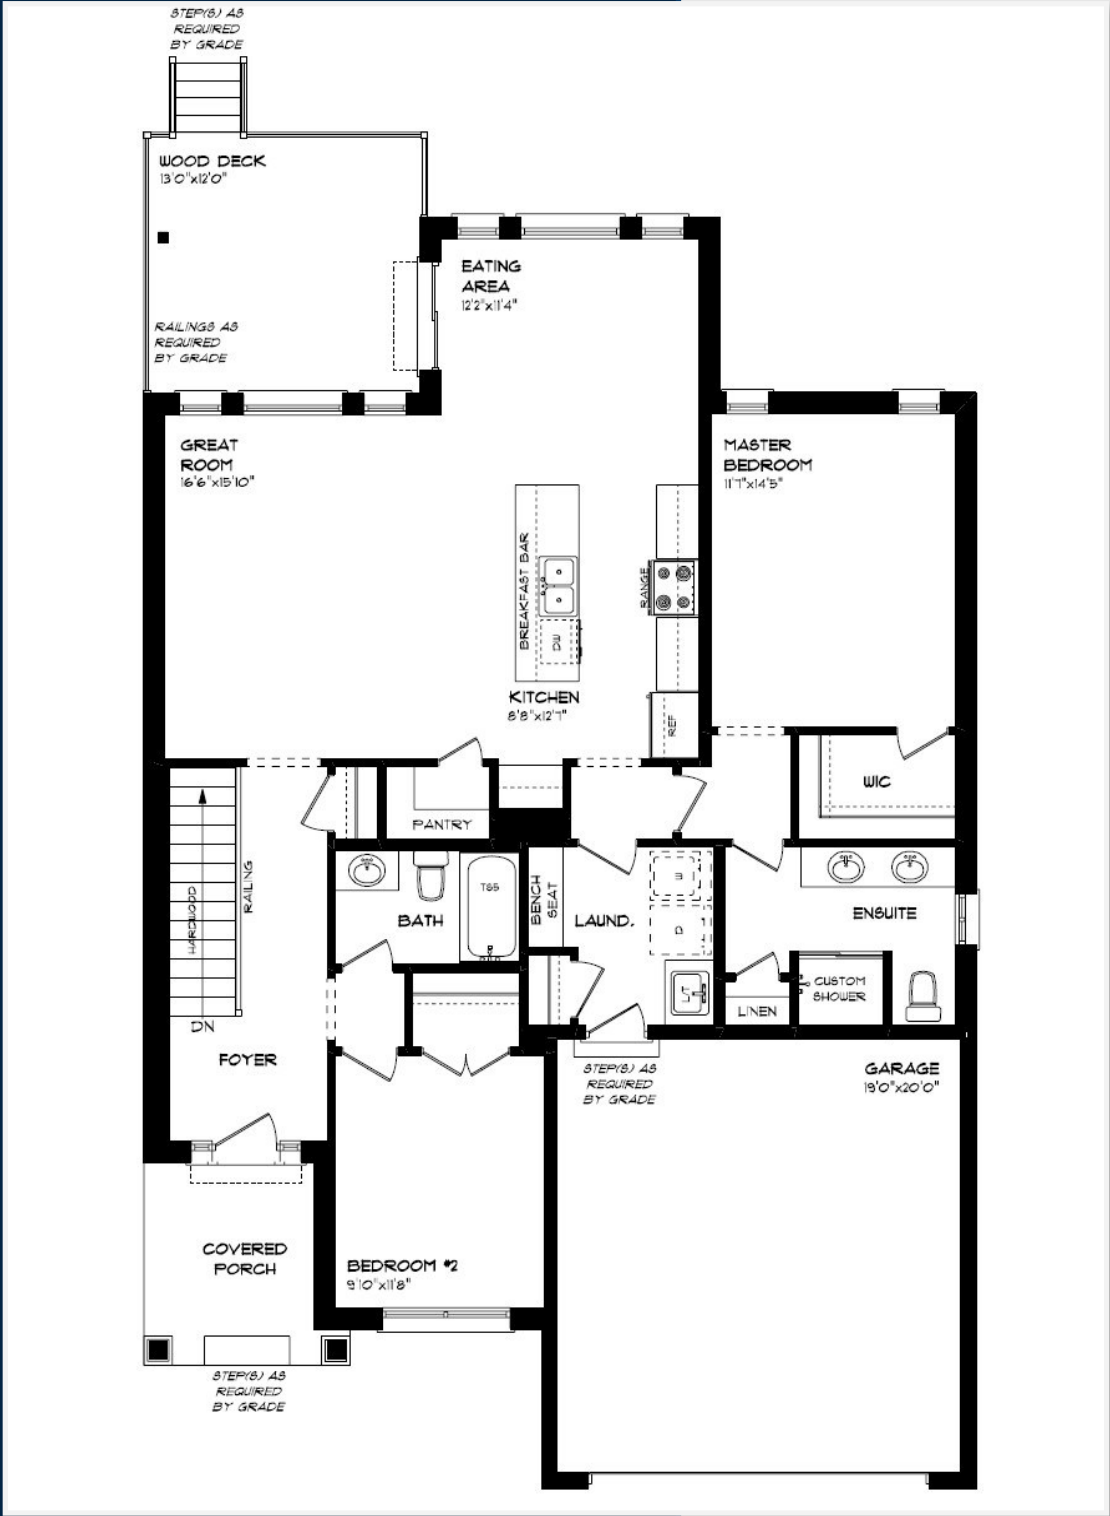 STEP(S) AS
REQUIRED
BY GRADE
WOOD DECK
13'0"x12'0"
EATING
AREA
12'2"x11'4"
RAILINGS AS
REQUIRED
BY GRADE
GREAT
ROOM
16'6"x15'10"
MASTER
BEDROOM
11'7"x14'5"
BREAKFAST BAR
RANGE
DW
KITCHEN
8'8"x12'7"
REF
WIC
PANTRY
HARDWOOD
RAILING
DN
BATH
T&S
BENCH
SEAT
LAUND.
W
D
L/T
ENSUITE
CUSTOM
SHOWER
LINEN
FOYER
STEP(S) AS
REQUIRED
BY GRADE
GARAGE
19'0"x20'0"
COVERED
PORCH
BEDROOM #2
9'10"x11'8"
STEP(S) AS
REQUIRED
BY GRADE